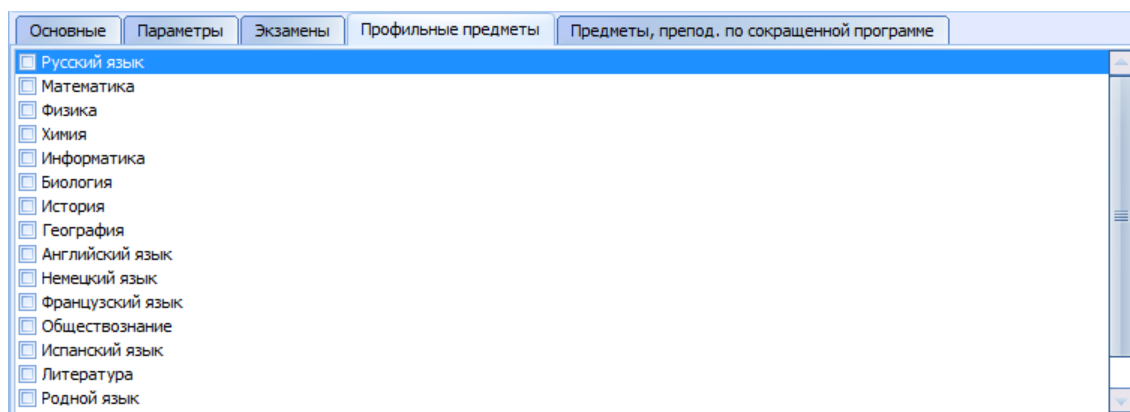 Основные Параметры Экзамены Профильные предметы Предметы, препод. по сокращенной программе
Русский язык
Математика
Физика
Химия
Информатика
Биология
История
География
Английский язык
Немецкий язык
Французский язык
Обществознание
Испанский язык
Литература
Родной язык